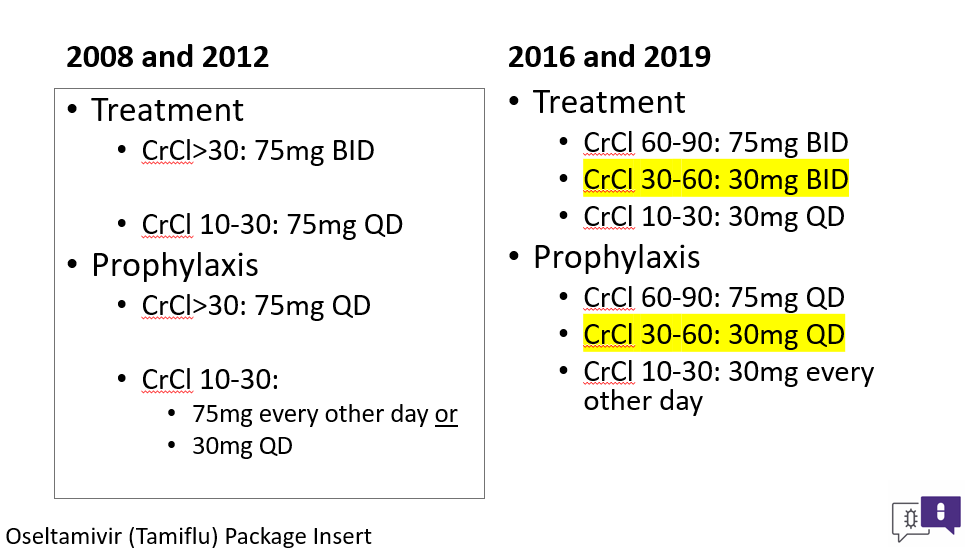 2008 and 2012
• Treatment
• CrCl>30: 75mg BID
• CrCl 10-30: 75mg QD
• Prophylaxis
• CrCl>30: 75mg QD
• CrCl 10-30:
• 75mg every other day or
• 30mg QD
2016 and 2019
• Treatment
• CrCl 60-90: 75mg BID
• CrCl 30-60: 30mg BID
• CrCl 10-30: 30mg QD
• Prophylaxis
• CrCl 60-90: 75mg QD
• CrCl 30-60: 30mg QD
• CrCl 10-30: 30mg every
other day
Oseltamivir (Tamiflu) Package Insert